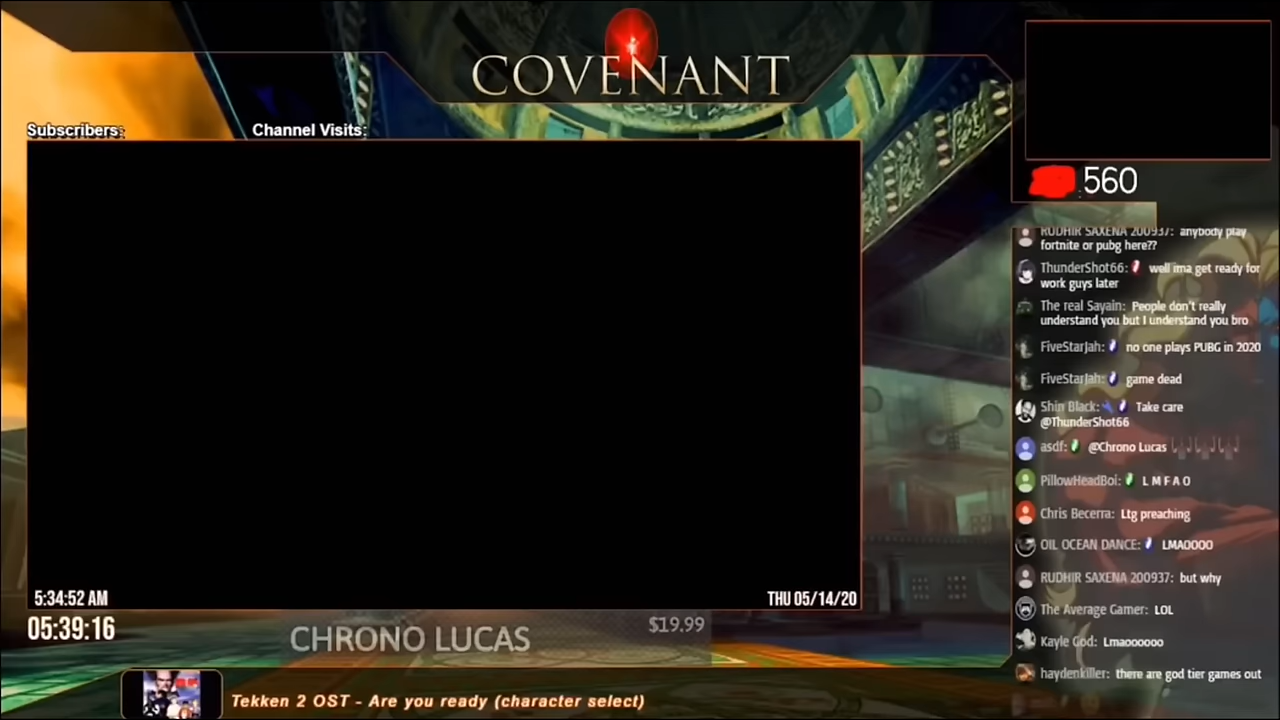 COVENANT
Subscribers:
Channel Visits:
560
RUDHIR SAXENA 200937: anybody play
fortnite or pubg here??
ThunderShot66: well ima get ready for
work guys later
The real Sayain: People don't really
understand you but I understand you bro
FiveStarJah: no one plays PUBG in 2020
FiveStarJah: game dead
Shin Black: Take care
@ThunderShot66
asdf: @Chrono Lucas
PillowHeadBoi: L M F A O
Chris Becerra: Ltg preaching
OIL OCEAN DANCE: LMAOOOO
RUDHIR SAXENA 200937: but why
The Average Gamer: LOL
Kayle God: Lmaoooooo
haydenkiller: there are god tier games out
5:34:52 AM
THU 05/14/20
05:39:16
CHRONO LUCAS
$19.99
Tekken 2 OST - Are you ready (character select)